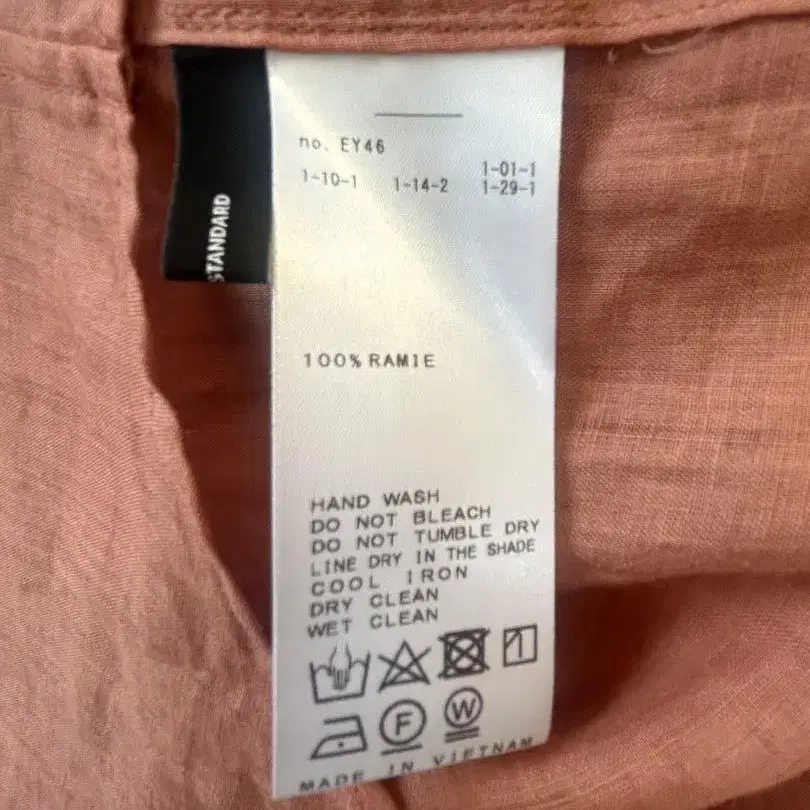 STANDARD
no. EY46
1-10-1 1-14-2 1-01-1
1-29-1
100% RAMIE
HAND WASH
DO NOT BLEACH
DO NOT TUMBLE DRY
LINE DRY IN THE SHADE
COOL IRON
DRY CLEAN
WET CLEAN
F W
MADE IN VIETNAM